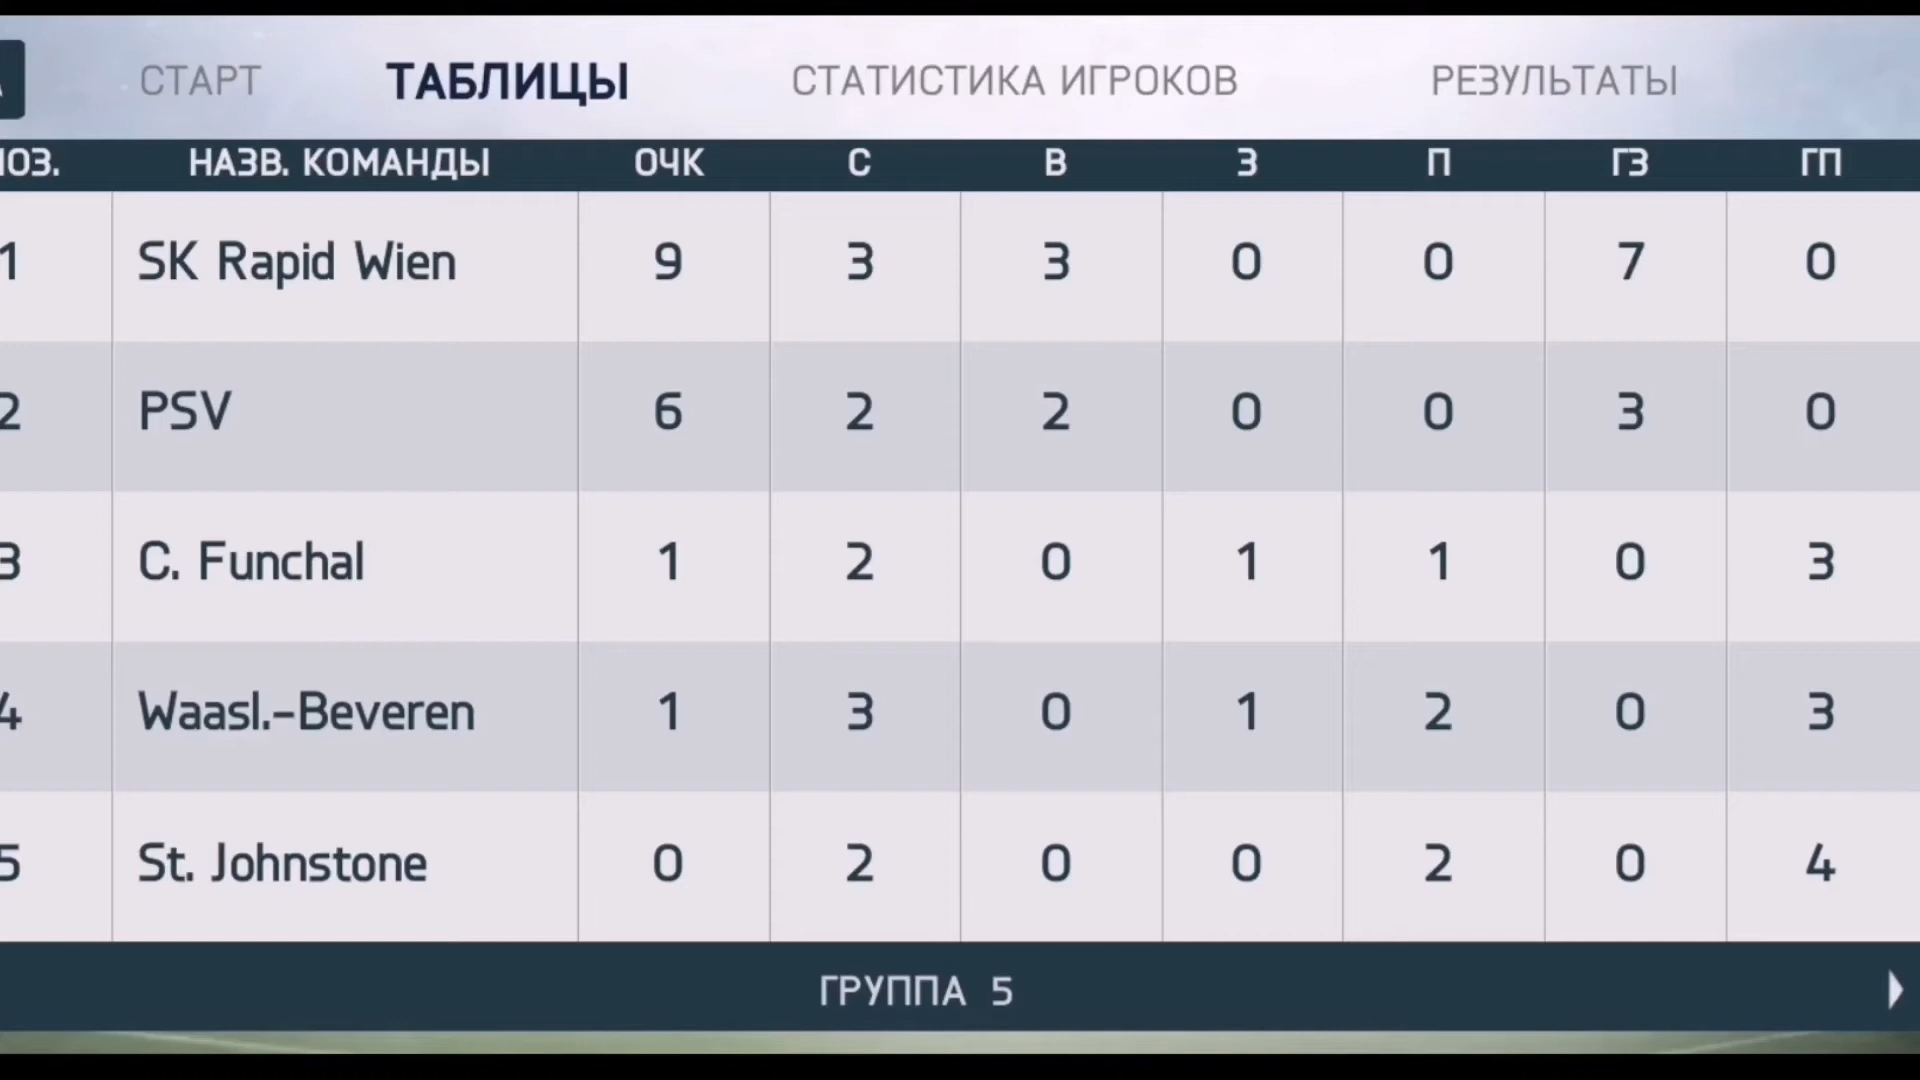 СТАРТ ТАБЛИЦЫ СТАТИСТИКА ИГРОКОВ РЕЗУЛЬТАТЫ
ПОЗ. НАЗВ. КОМАНДЫ ОЧК С В З П ГЗ ГП
1 SK Rapid Wien 9 3 3 0 0 7 0
2 PSV 6 2 2 0 0 3 0
3 C. Funchal 1 2 0 1 1 0 3
4 Waasl.-Beveren 1 3 0 1 2 0 3
5 St. Johnstone 0 2 0 0 2 0 4
ГРУППА 5